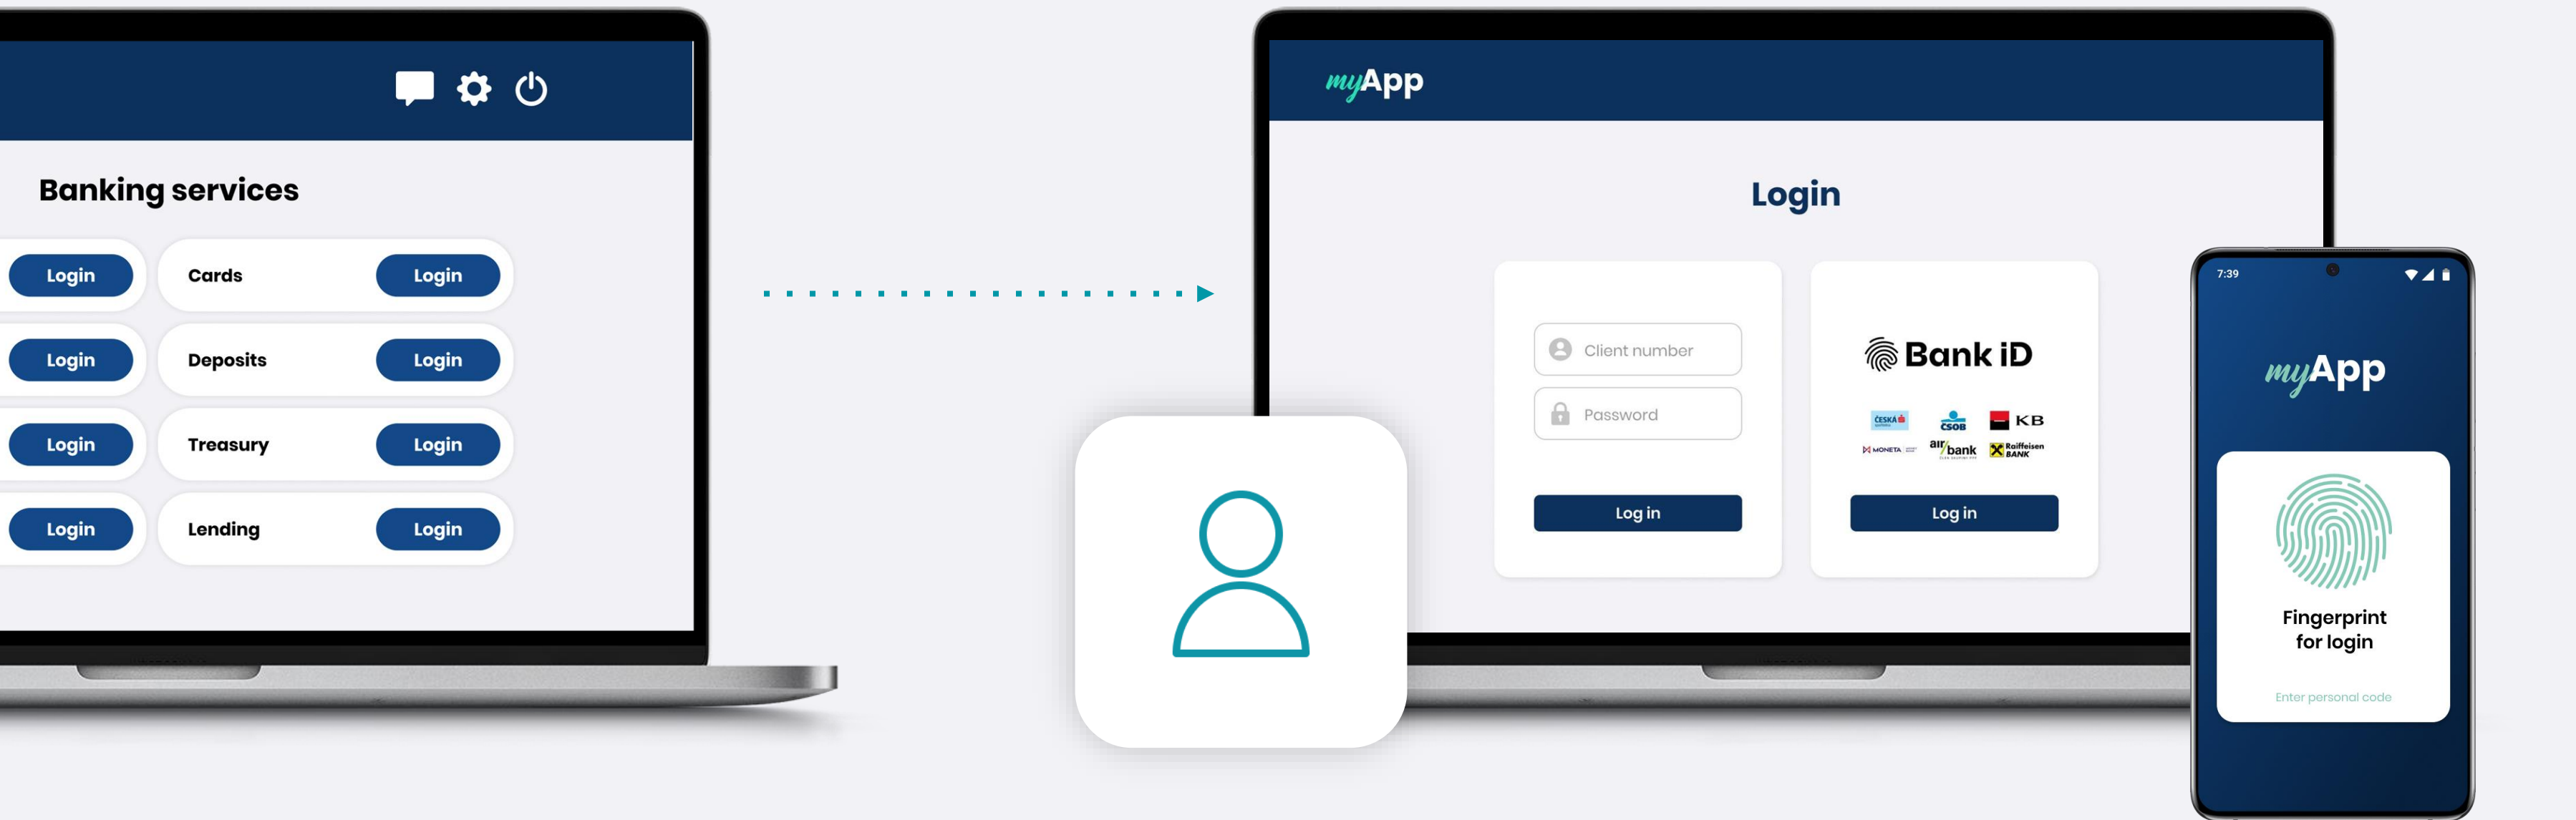 Banking services
Login
Cards
Login
Login
Deposits
Login
Login
Treasury
Login
Login
Lending
Login
myApp
Login
Client number
Password
Log in
Bank iD
ČESKÁ
ČSOB
KB
MONETA
air bank
Raiffeisen
BANK
Log in
7:39
myApp
Fingerprint
for login
Enter personal code